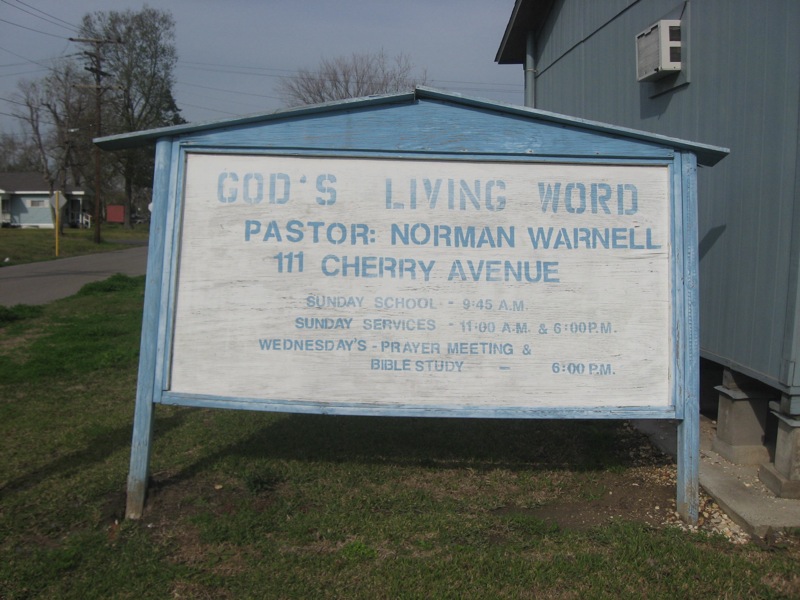 GOD'S LIVING WORD
PASTOR: NORMAN WARNELL
111 CHERRY AVENUE
SUNDAY SCHOOL - 9:45 A.M.
SUNDAY SERVICES - 11:00 A.M. & 6:00 P.M.
WEDNESDAY'S - PRAYER MEETING &
BIBLE STUDY — 6:00 P.M.